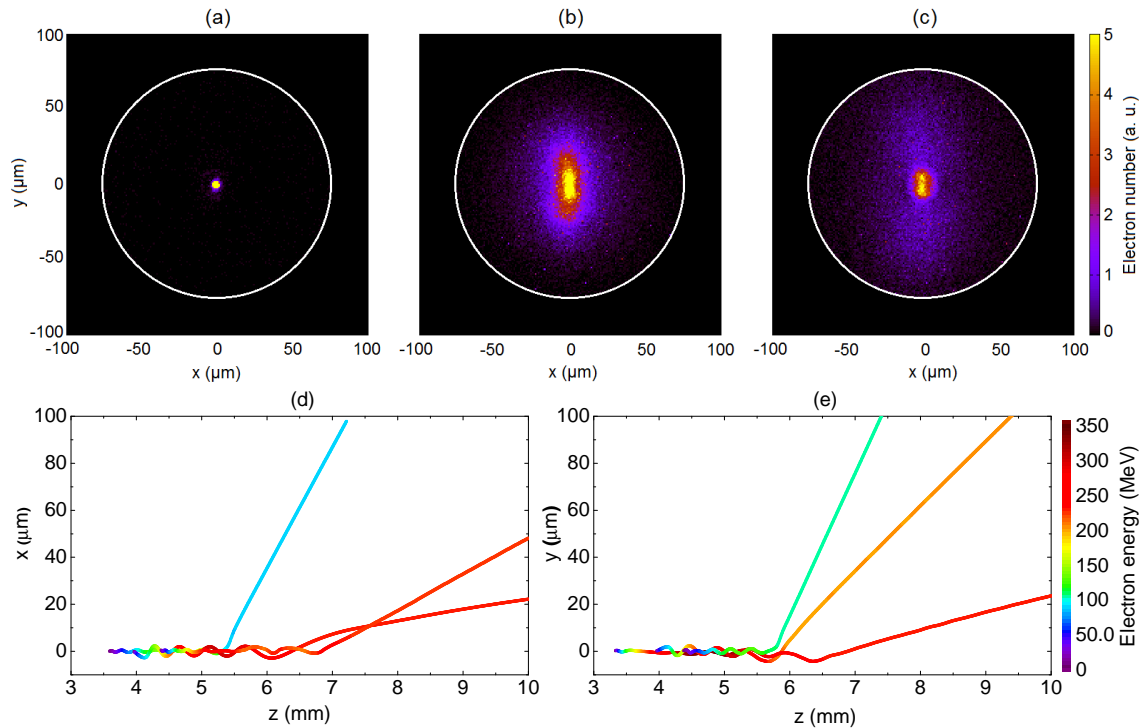 (a) (b) (c)
100
50
0
-50
-100
y (µm)
-100 -50 0 50 100
x (µm)
-100 -50 0 50 100
x (µm)
-100 -50 0 50 100
x (µm)
5
4
3
2
1
0
Electron number (a. u.)
(d) (e)
100
80
60
40
20
0
x (µm)
3 4 5 6 7 8 9 10
z (mm)
100
80
60
40
20
0
y (µm)
3 4 5 6 7 8 9 10
z (mm)
350
300
250
200
150
100
50.0
0
Electron energy (MeV)